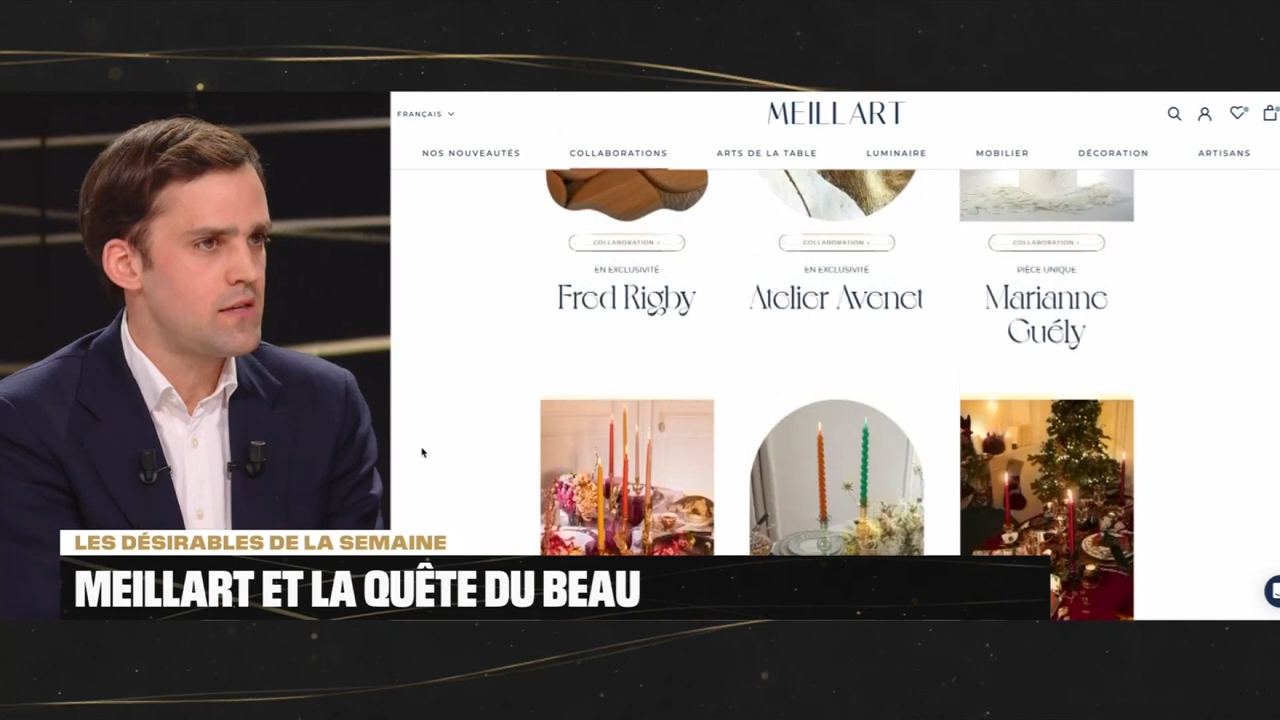 FRANÇAIS
MEILLART
NOS NOUVEAUTÉS COLLABORATIONS ARTS DE LA TABLE LUMINAIRE MOBILIER DÉCORATION ARTISANS
COLLABORATION COLLABORATION COLLABORATION
EN EXCLUSIVITÉ EN EXCLUSIVITÉ PIÈCE UNIQUE
Fred Rigby Atelier Avenet Marianne
Guély
LES DÉSIRABLES DE LA SEMAINE
MEILLART ET LA QUÊTE DU BEAU